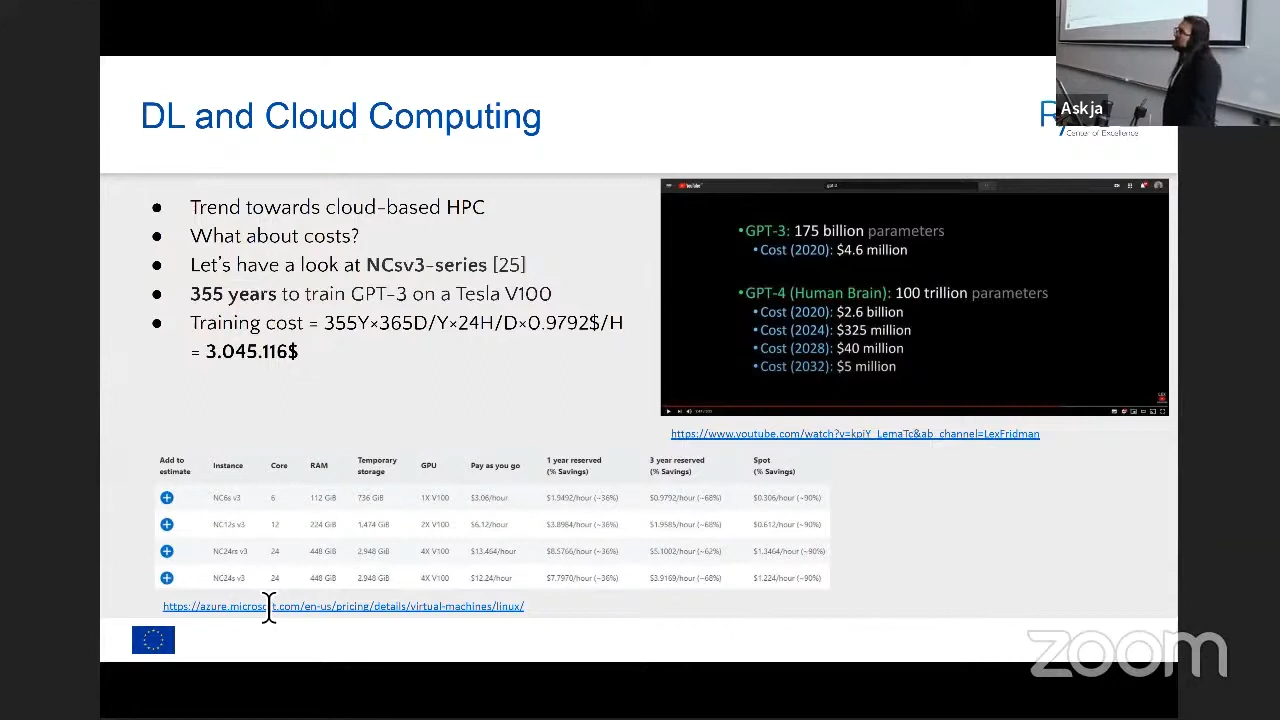 DL and Cloud Computing
Askja
Center of Excellence
● Trend towards cloud-based HPC
● What about costs?
● Let's have a look at NCsv3-series [25]
● 355 years to train GPT-3 on a Tesla V100
● Training cost = 355Y×365D/Y×24H/D×0.9792$/H
= 3.045.116$
YouTube
gpt-3
•GPT-3: 175 billion parameters
•Cost (2020): $4.6 million
•GPT-4 (Human Brain): 100 trillion parameters
•Cost (2020): $2.6 billion
•Cost (2024): $325 million
•Cost (2028): $40 million
•Cost (2032): $5 million
https://www.youtube.com/watch?v=kpiY_LemaTc&ab_channel=LexFridman
Add to estimate Instance Core RAM Temporary storage GPU Pay as you go 1 year reserved (% Savings) 3 year reserved (% Savings) Spot (% Savings)
NC6s v3 6 112 GiB 736 GiB 1X V100 $3.06/hour $1.9492/hour (~36%) $0.9792/hour (~68%) $0.306/hour (~90%)
NC12s v3 12 224 GiB 1,474 GiB 2X V100 $6.12/hour $3.8984/hour (~36%) $1.9585/hour (~68%) $0.612/hour (~90%)
NC24rs v3 24 448 GiB 2,948 GiB 4X V100 $13.464/hour $8.5766/hour (~36%) $5.1002/hour (~62%) $1.3464/hour (~90%)
NC24s v3 24 448 GiB 2,948 GiB 4X V100 $12.24/hour $7.7970/hour (~36%) $3.9169/hour (~68%) $1.224/hour (~90%)
https://azure.microsoft.com/en-us/pricing/details/virtual-machines/linux/
zoom